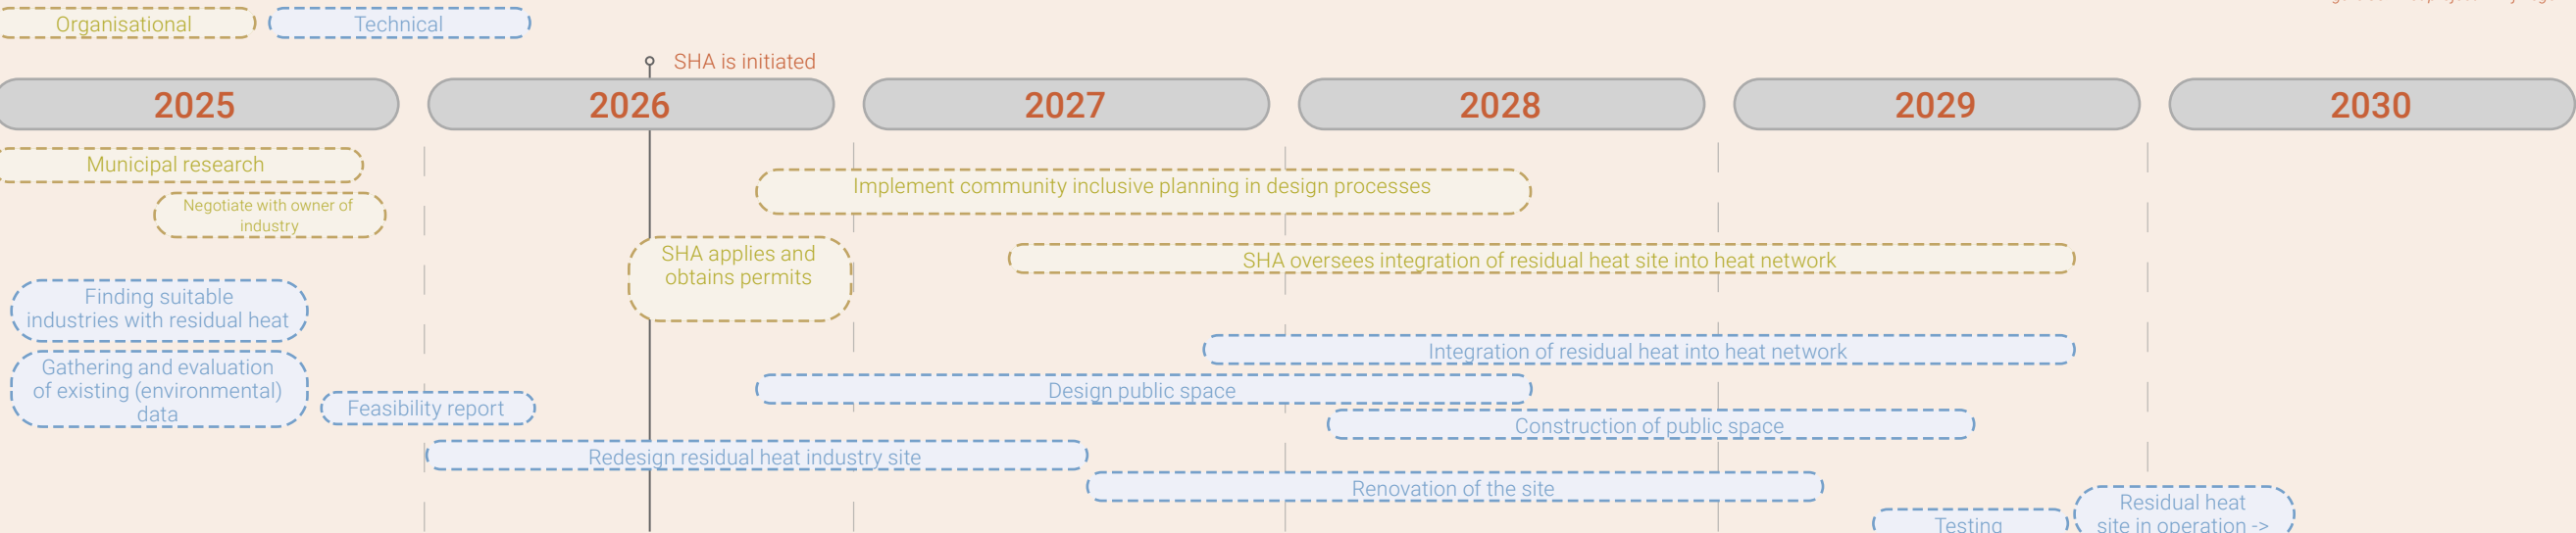 Organisational
Technical
SHA is initiated
2025
2026
2027
2028
2029
2030
Municipal research
Negotiate with owner of
industry
Implement community inclusive planning in design processes
SHA applies and
obtains permits
SHA oversees integration of residual heat site into heat network
Finding suitable
industries with residual heat
Gathering and evaluation
of existing (environmental)
data
Feasibility report
Integration of residual heat into heat network
Design public space
Construction of public space
Redesign residual heat industry site
Renovation of the site
Testing
Residual heat
site in operation ->